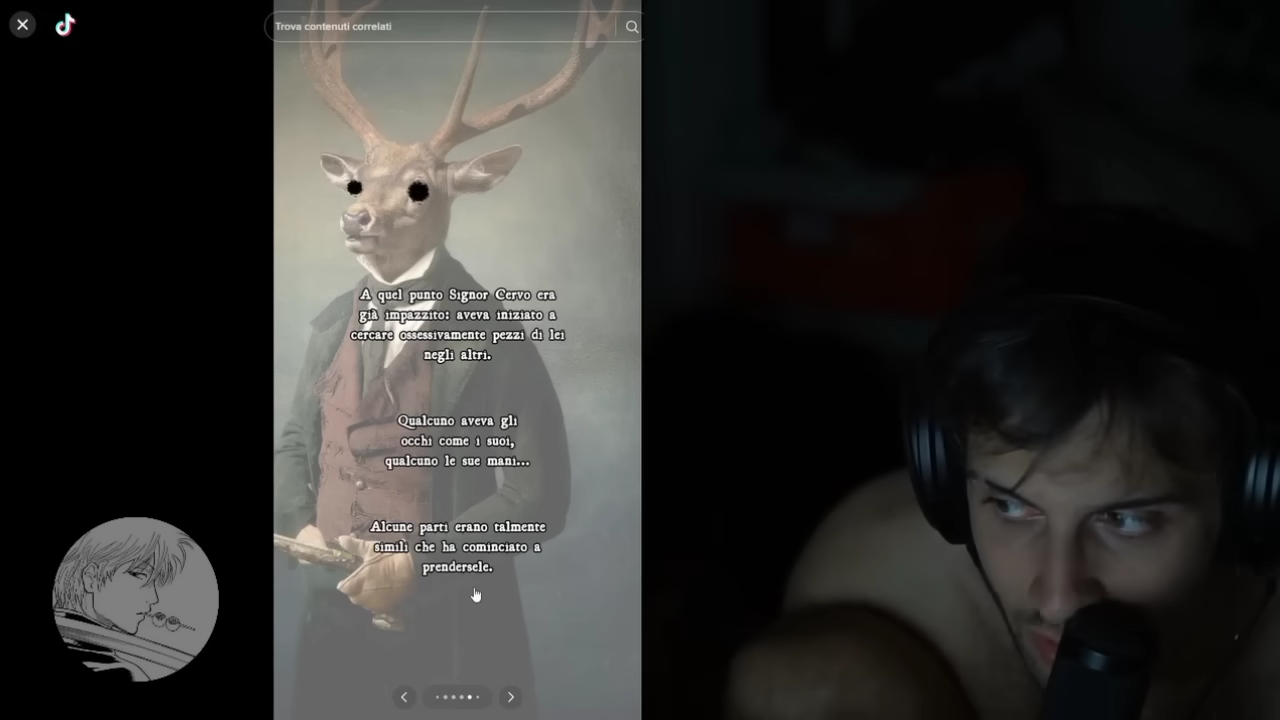 Trova contenuti correlati
A quel punto Signor Cervo era
già impazzito: aveva iniziato a
cercare ossessivamente pezzi di lei
negli altri.
Qualcuno aveva gli
occhi come i suoi,
qualcuno le sue mani...
Alcune parti erano talmente
simili che ha cominciato a
prendersele.